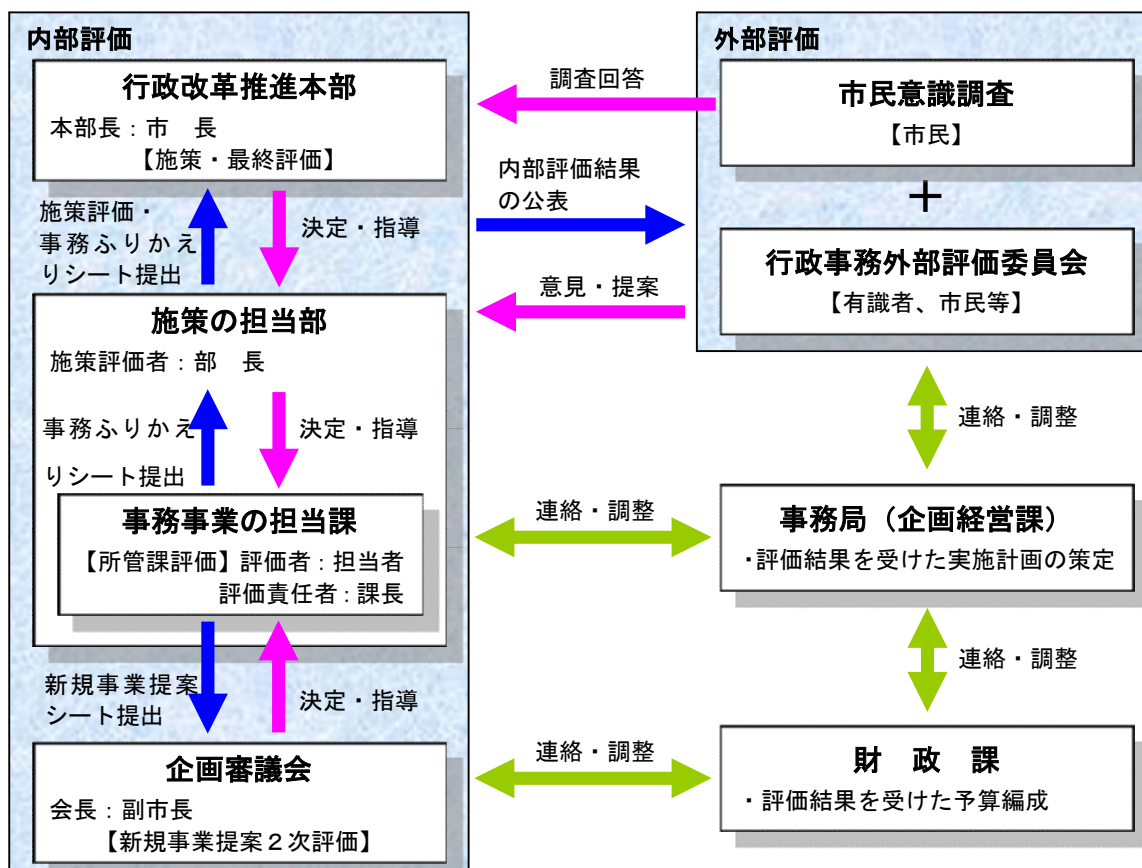 内部評価
行政改革推進本部
本部長：市　長
【施策・最終評価】
施策評価・
事務ふりかえ
りシート提出
決定・指導
施策の担当部
施策評価者：部　長
事務ふりかえ
りシート提出
決定・指導
事務事業の担当課
【所管課評価】評価者：担当者
評価責任者：課長
新規事業提案
シート提出
決定・指導
企画審議会
会長：副市長
【新規事業提案２次評価】
調査回答
内部評価結果
の公表
意見・提案
連絡・調整
連絡・調整
外部評価
市民意識調査
【市民】
＋
行政事務外部評価委員会
【有識者、市民等】
連絡・調整
事務局（企画経営課）
・評価結果を受けた実施計画の策定
連絡・調整
財　政　課
・評価結果を受けた予算編成